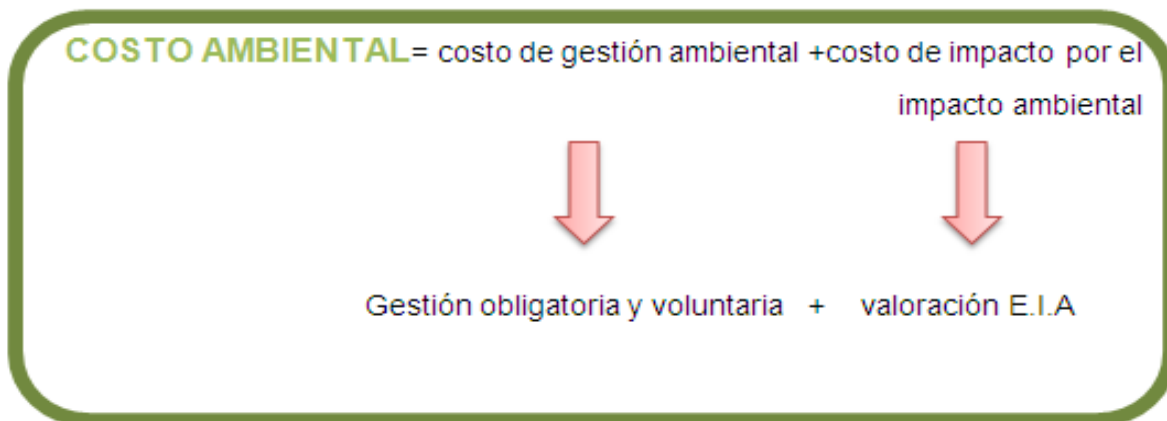 COSTO AMBIENTAL= costo de gestión ambiental +costo de impacto por el
impacto ambiental
Gestión obligatoria y voluntaria + valoración E.I.A